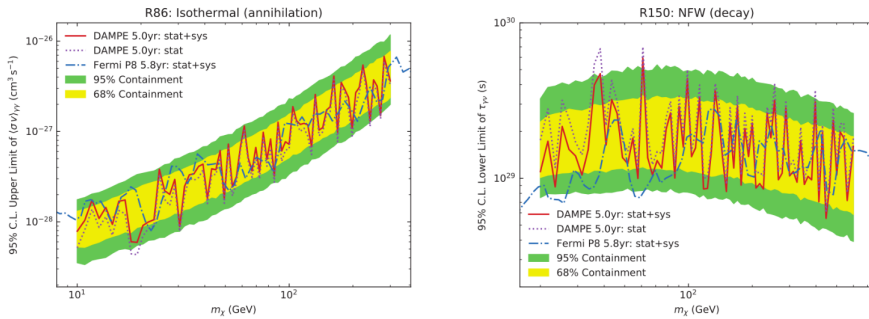 R86: Isothermal (annihilation)
10⁻²⁶
10⁻²⁷
10⁻²⁸
95% C.L. Upper Limit of ⟨σv⟩γγ (cm³ s⁻¹)
DAMPE 5.0yr: stat+sys
DAMPE 5.0yr: stat
Fermi P8 5.8yr: stat+sys
95% Containment
68% Containment
10¹
10²
mχ (GeV)
R150: NFW (decay)
10³⁰
10²⁹
95% C.L. Lower Limit of τγν (s)
DAMPE 5.0yr: stat+sys
DAMPE 5.0yr: stat
Fermi P8 5.8yr: stat+sys
95% Containment
68% Containment
10²
mχ (GeV)